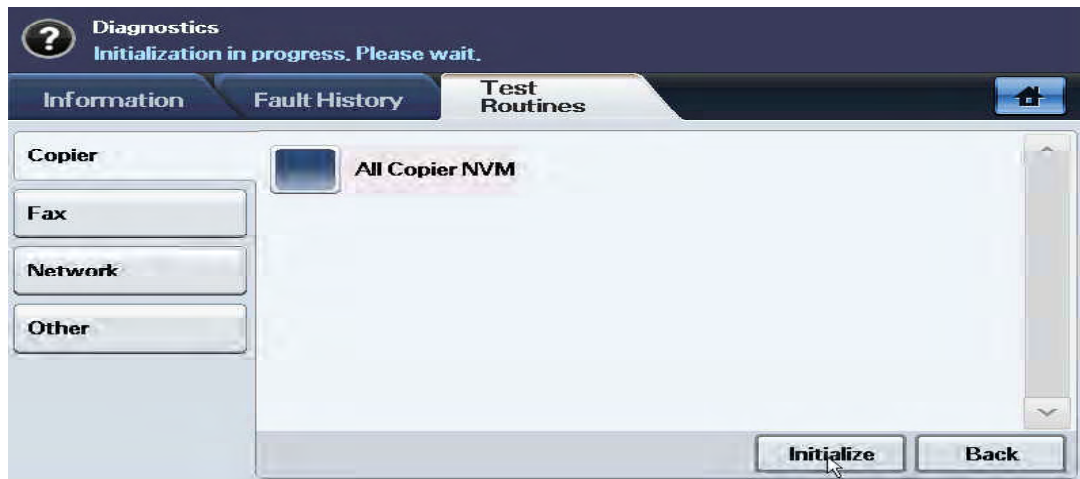 ?
Diagnostics
Initialization in progress. Please wait.
Information
Fault History
Test
Routines
Copier
All Copier NVM
Fax
Network
Other
Initialize
Back